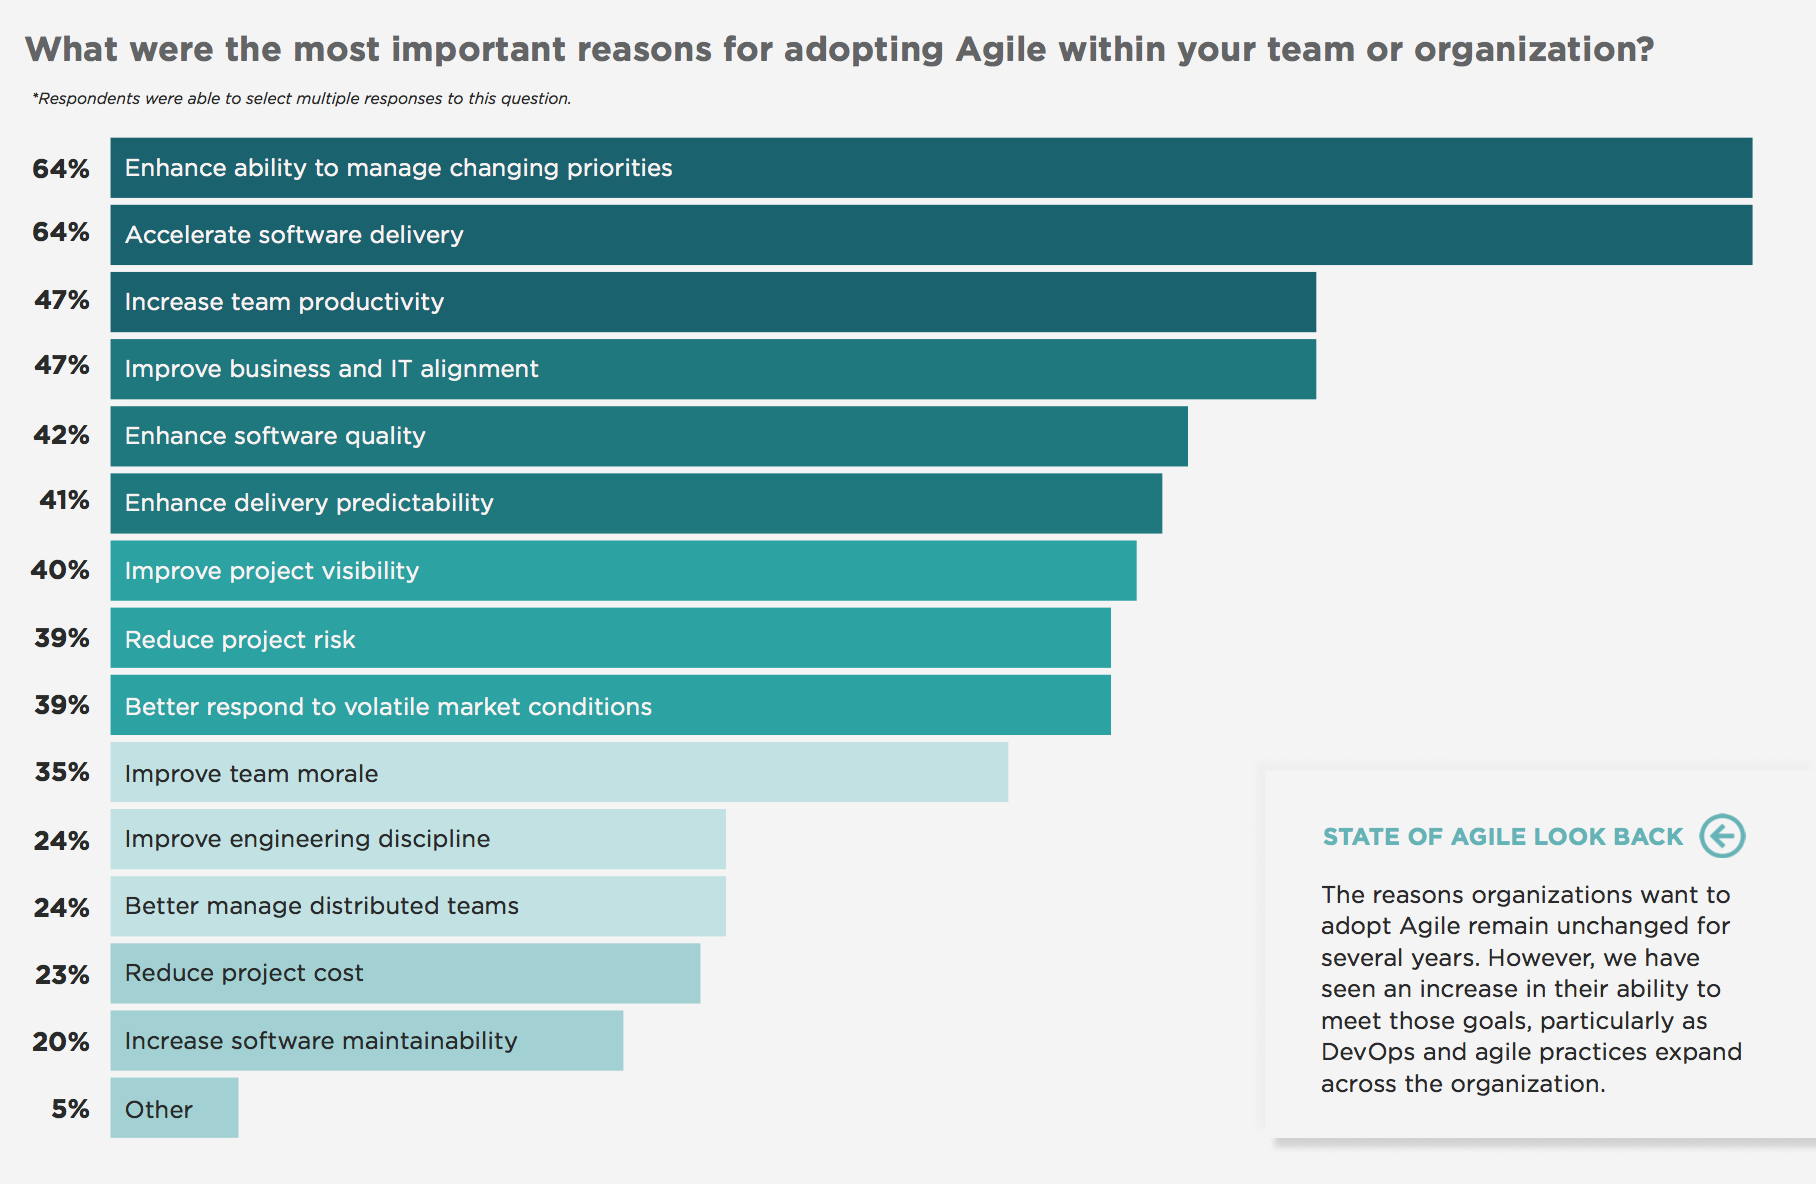 What were the most important reasons for adopting Agile within your team or organization?
*Respondents were able to select multiple responses to this question.
64% Enhance ability to manage changing priorities
64% Accelerate software delivery
47% Increase team productivity
47% Improve business and IT alignment
42% Enhance software quality
41% Enhance delivery predictability
40% Improve project visibility
39% Reduce project risk
39% Better respond to volatile market conditions
35% Improve team morale
24% Improve engineering discipline
24% Better manage distributed teams
23% Reduce project cost
20% Increase software maintainability
5% Other
STATE OF AGILE LOOK BACK
The reasons organizations want to
adopt Agile remain unchanged for
several years. However, we have
seen an increase in their ability to
meet those goals, particularly as
DevOps and agile practices expand
across the organization.